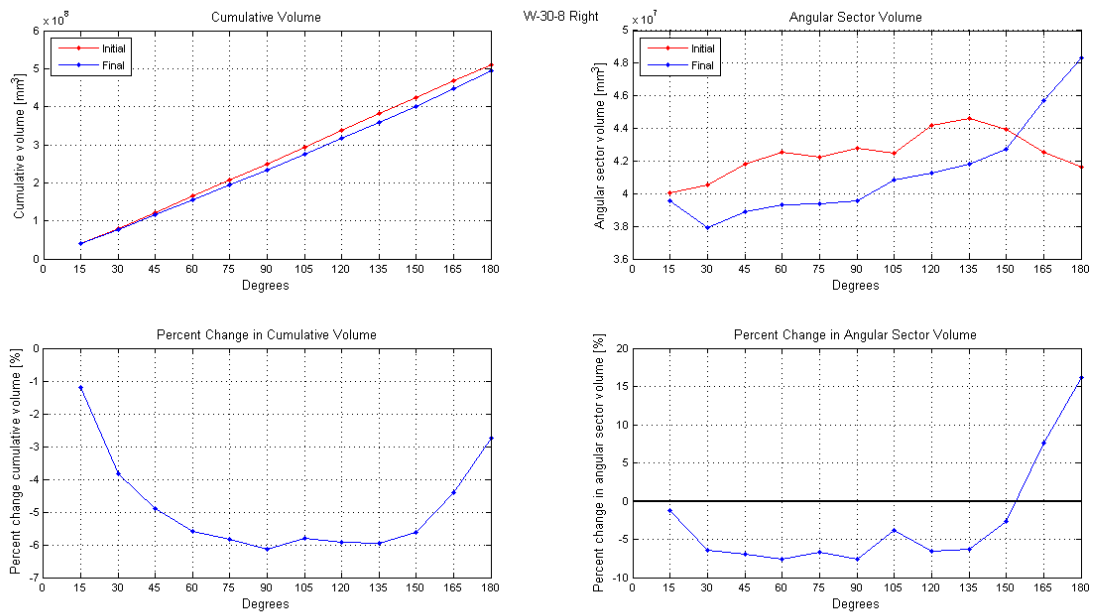 W-30-8 Right
Cumulative Volume
× 10^8
Cumulative volume [mm³]
6
5
4
3
2
1
0
Initial
Final
0 15 30 45 60 75 90 105 120 135 150 165 180
Degrees
Angular Sector Volume
× 10^7
Angular sector volume [mm³]
5
4.8
4.6
4.4
4.2
4
3.8
3.6
Initial
Final
0 15 30 45 60 75 90 105 120 135 150 165 180
Degrees
Percent Change in Cumulative Volume
Percent change cumulative volume [%]
0
-1
-2
-3
-4
-5
-6
-7
0 15 30 45 60 75 90 105 120 135 150 165 180
Degrees
Percent Change in Angular Sector Volume
Percent change in angular sector volume [%]
20
15
10
5
0
-5
-10
0 15 30 45 60 75 90 105 120 135 150 165 180
Degrees